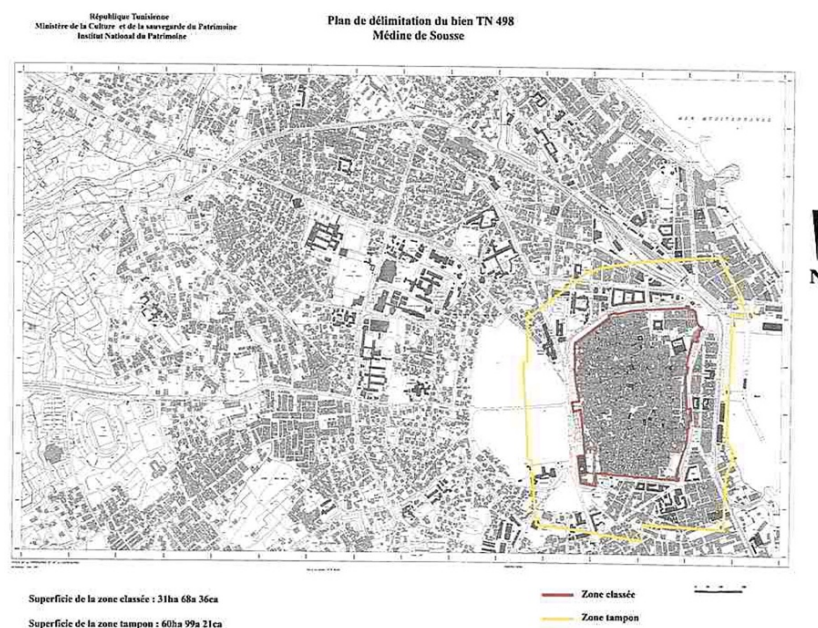 République Tunisienne
Ministère de la Culture et de la sauvegarde du Patrimoine
Institut National du Patrimoine
Plan de délimitation du bien TN 498
Médine de Sousse
MER MEDITERRANEE
N
Superficie de la zone classée : 31ha 68a 36ca
Superficie de la zone tampon : 60ha 99a 21ca
Zone classée
Zone tampon